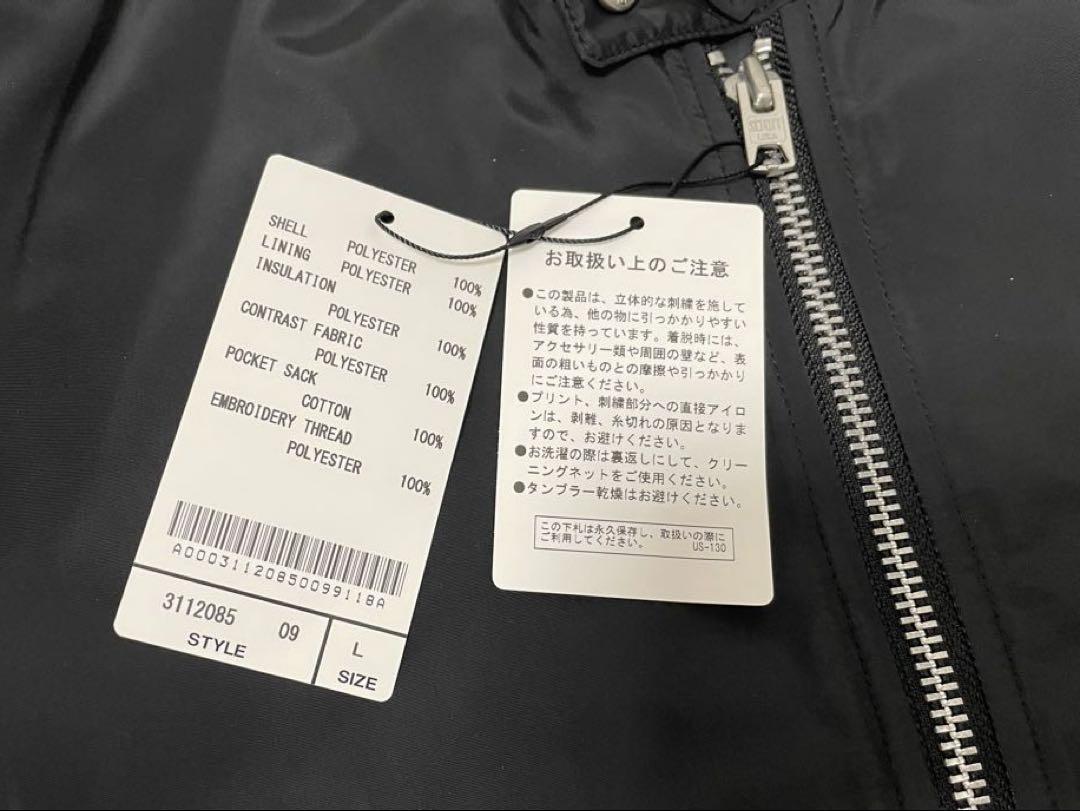 SHELL POLYESTER 100%
LINING POLYESTER 100%
INSULATION
POLYESTER 100%
CONTRAST FABRIC
POLYESTER 100%
POCKET SACK
COTTON 100%
EMBROIDERY THREAD
POLYESTER 100%
A00031120850099118A
3112085 09
STYLE
L
SIZE
お取扱い上のご注意
●この製品は、立体的な刺繍を施して
いる為、他の物に引っかかりやすい
性質を持っています。着脱時には、
アクセサリー類や周囲の壁など、表
面の粗いものとの摩擦や引っかかり
にご注意ください。
●プリント、刺繍部分への直接アイロ
ンは、剥離、糸切れの原因となりま
すので、お避けください。
●お洗濯の際は裏返しにして、クリー
ニングネットをご使用ください。
●タンブラー乾燥はお避けください。
この下札は永久保存し、取扱いの際に
ご利用してください。 US-130
SCHOTT
U.S.A.